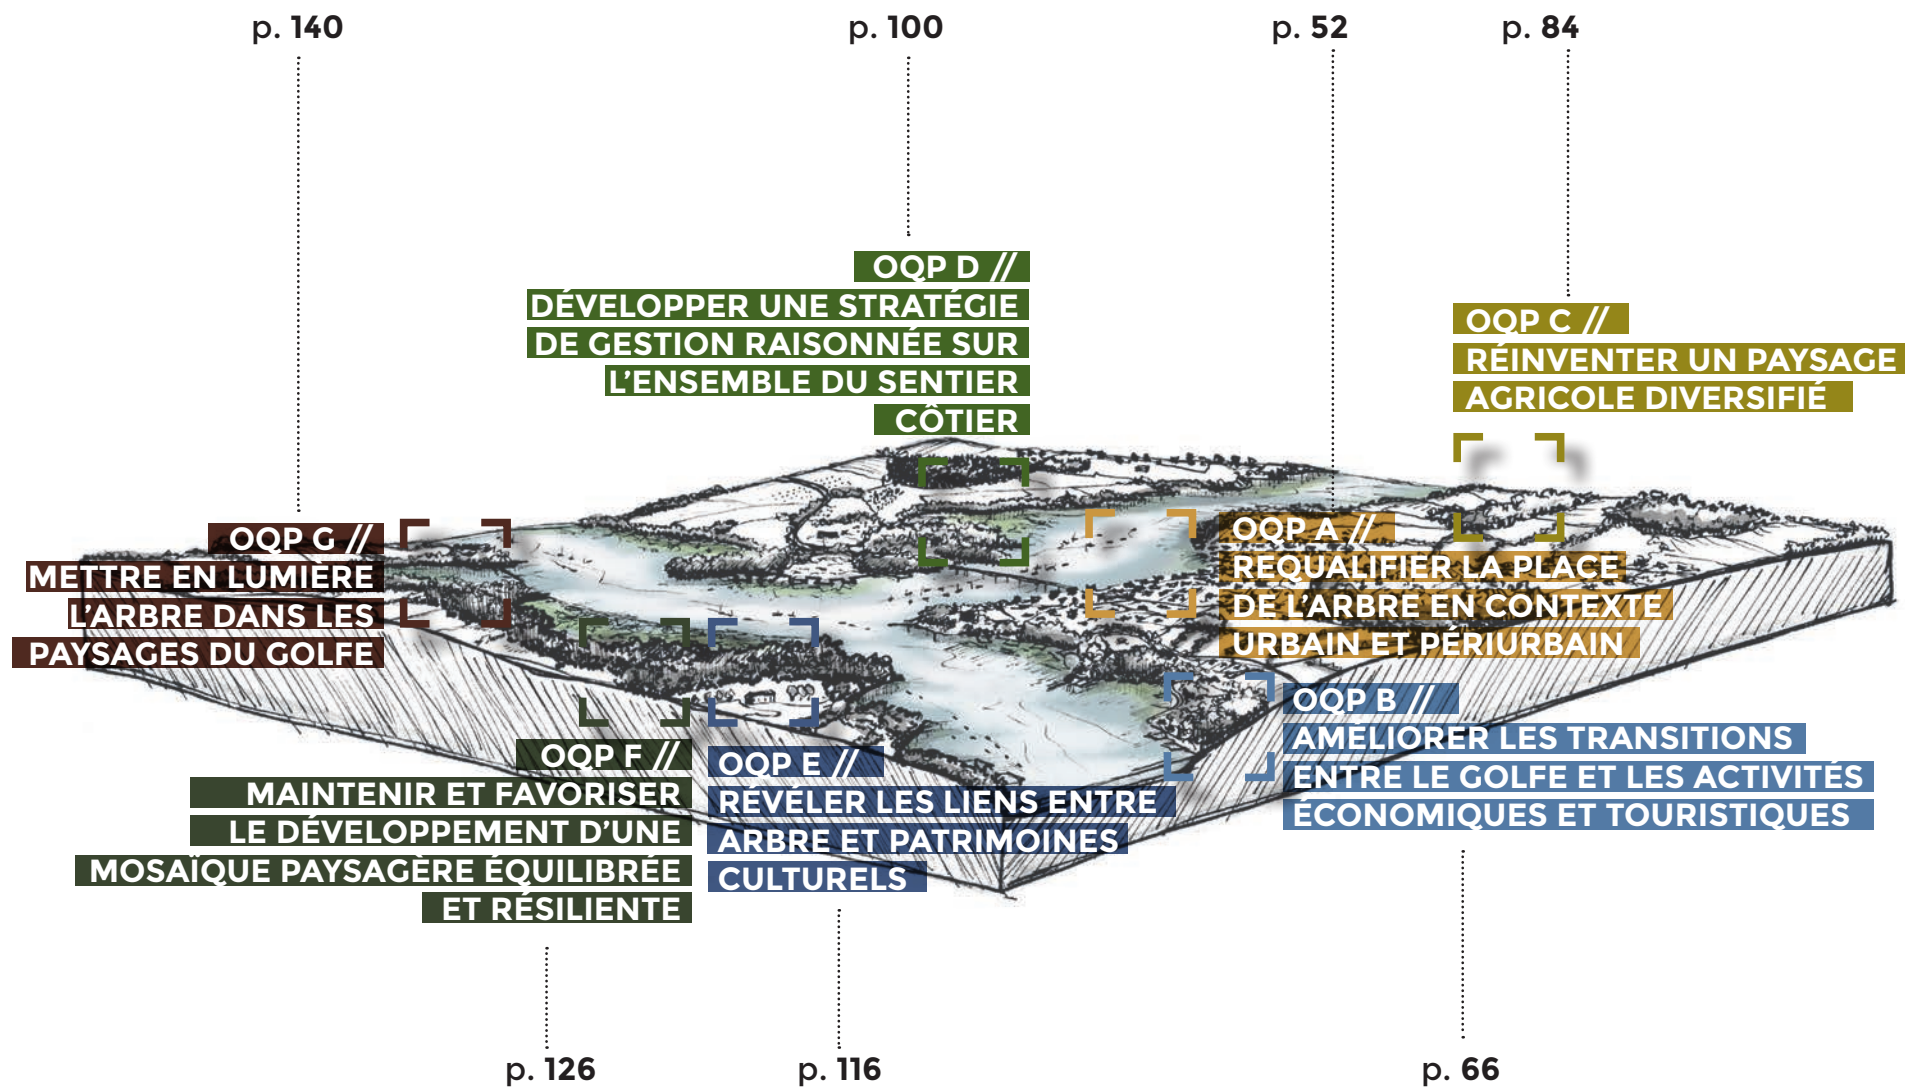 p. 140
p. 100
p. 52
p. 84
OQP D //
DÉVELOPPER UNE STRATÉGIE
DE GESTION RAISONNÉE SUR
L’ENSEMBLE DU SENTIER
CÔTIER
OQP C //
RÉINVENTER UN PAYSAGE
AGRICOLE DIVERSIFIÉ
OQP G //
METTRE EN LUMIÈRE
L’ARBRE DANS LES
PAYSAGES DU GOLFE
OQP A //
REQUALIFIER LA PLACE
DE L’ARBRE EN CONTEXTE
URBAIN ET PÉRIURBAIN
OQP B //
AMÉLIORER LES TRANSITIONS
ENTRE LE GOLFE ET LES ACTIVITÉS
ÉCONOMIQUES ET TOURISTIQUES
OQP F //
MAINTENIR ET FAVORISER
LE DÉVELOPPEMENT D’UNE
MOSAÏQUE PAYSAGÈRE ÉQUILIBRÉE
ET RÉSILIENTE
OQP E //
RÉVÉLER LES LIENS ENTRE
ARBRE ET PATRIMOINES
CULTURELS
p. 126
p. 116
p. 66